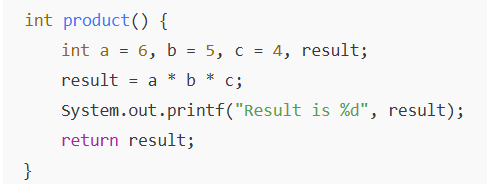 int product() {
    int a = 6, b = 5, c = 4, result;
    result = a * b * c;
    System.out.printf("Result is %d", result);
    return result;
}